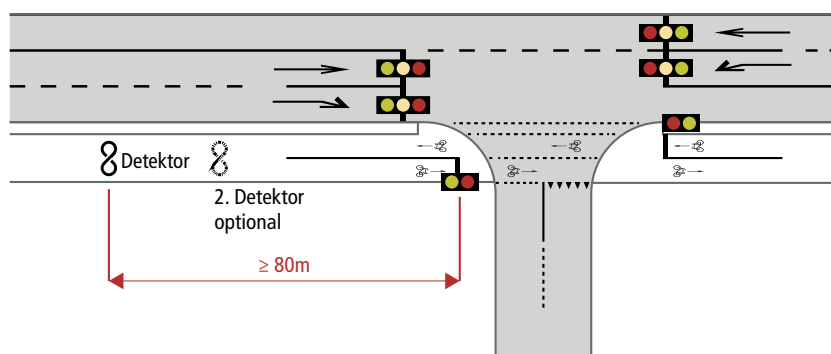 Detektor
2. Detektor
optional
≥ 80m